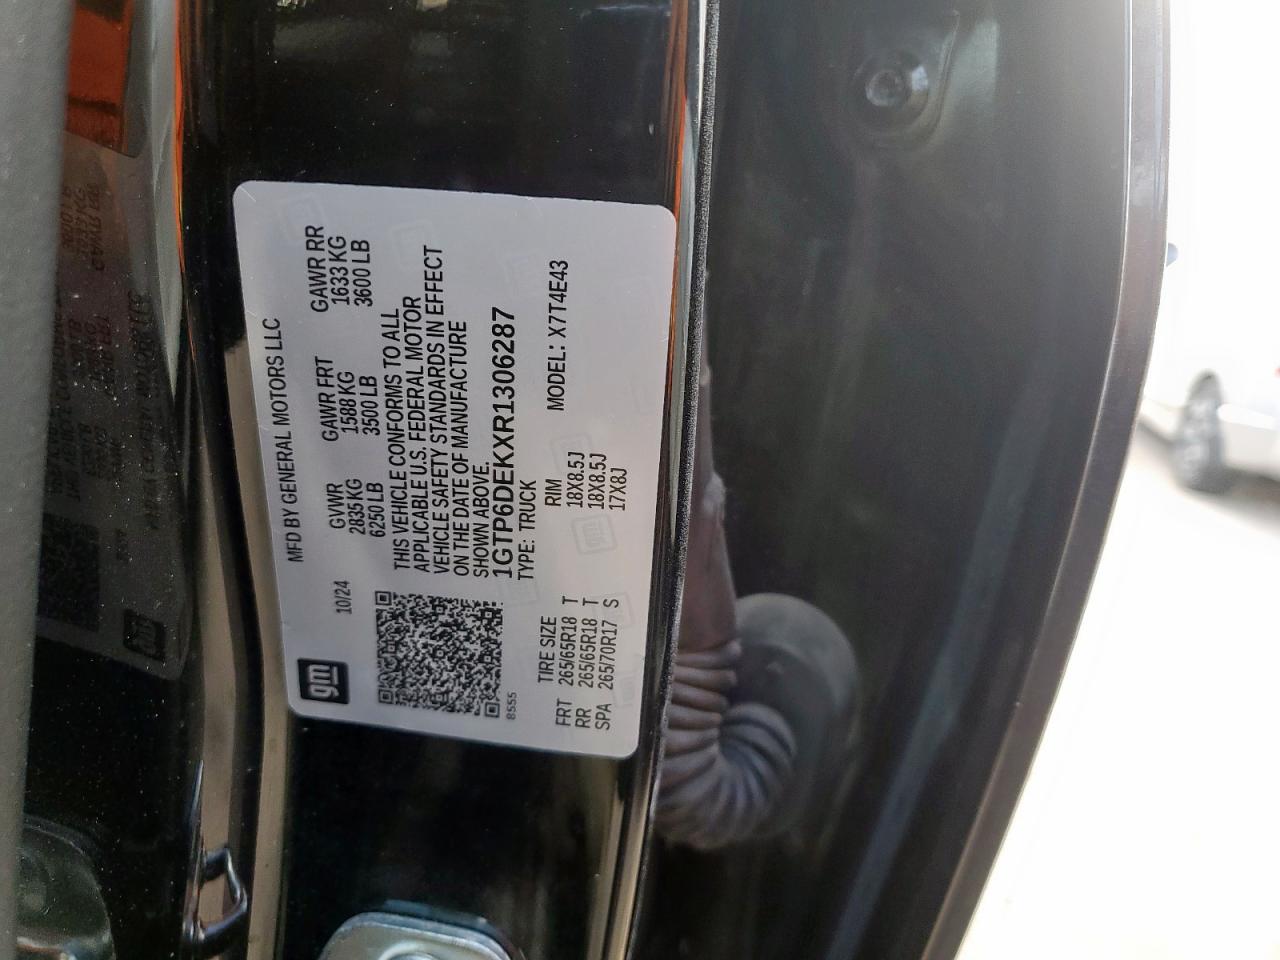 gm
MFD BY GENERAL MOTORS LLC
10/24
GVWR GAWR FRT GAWR RR
2835 KG 1588 KG 1633 KG
6250 LB 3500 LB 3600 LB
THIS VEHICLE CONFORMS TO ALL
APPLICABLE U.S. FEDERAL MOTOR
VEHICLE SAFETY STANDARDS IN EFFECT
ON THE DATE OF MANUFACTURE
SHOWN ABOVE.
1GTP6DEKXR1306287
8555
TYPE: TRUCK
TIRE SIZE RIM MODEL: X7T4E43
FRT 265/65R18 T 18X8.5J
RR 265/65R18 T 18X8.5J
SPA 265/70R17 S 17X8J